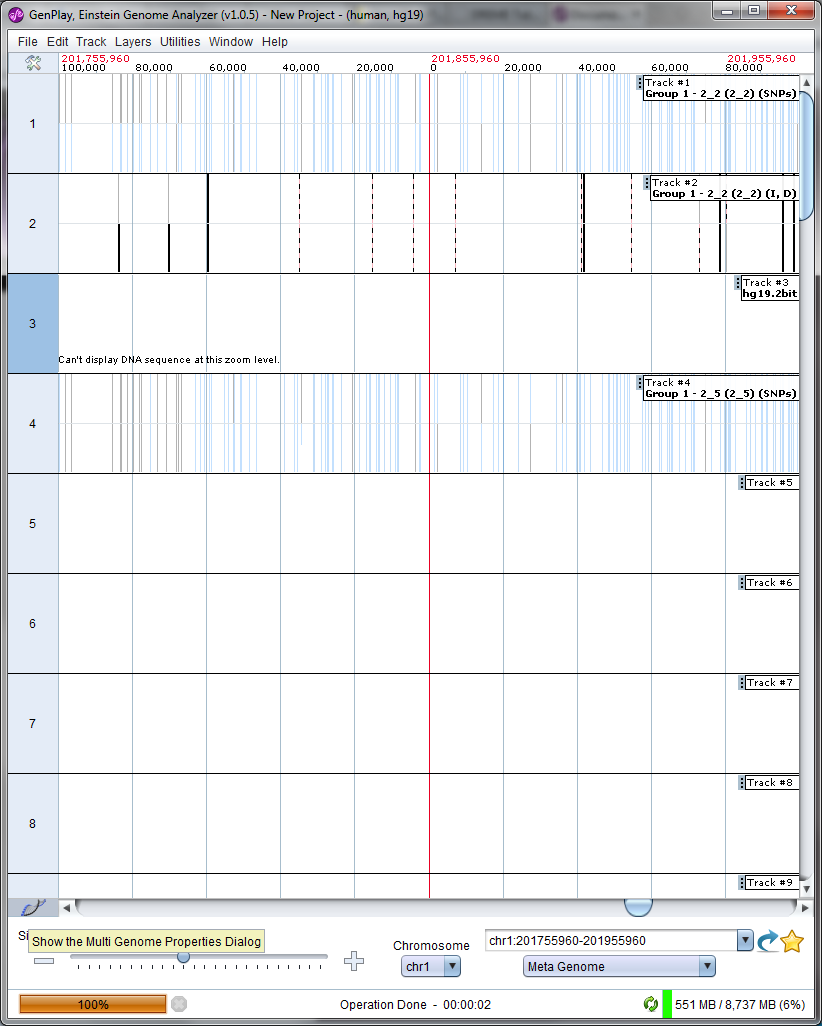 GenPlay, Einstein Genome Analyzer (v1.0.5) - New Project - (human, hg19)
File Edit Track Layers Utilities Window Help
201,755,960 201,855,960 201,955,960
100,000 80,000 60,000 40,000 20,000 0 20,000 40,000 60,000 80,000
Track #1
Group 1 - 2_2 (2_2) (SNPs)
1
Track #2
Group 1 - 2_2 (2_2) (I, D)
2
Track #3
hg19.2bit
3
Can't display DNA sequence at this zoom level.
Track #4
Group 1 - 2_5 (2_5) (SNPs)
4
Track #5
5
Track #6
6
Track #7
7
Track #8
8
Track #9
Show the Multi Genome Properties Dialog
Chromosome
chr1:201755960-201955960
chr1
Meta Genome
100%
Operation Done - 00:00:02
551 MB / 8,737 MB (6%)